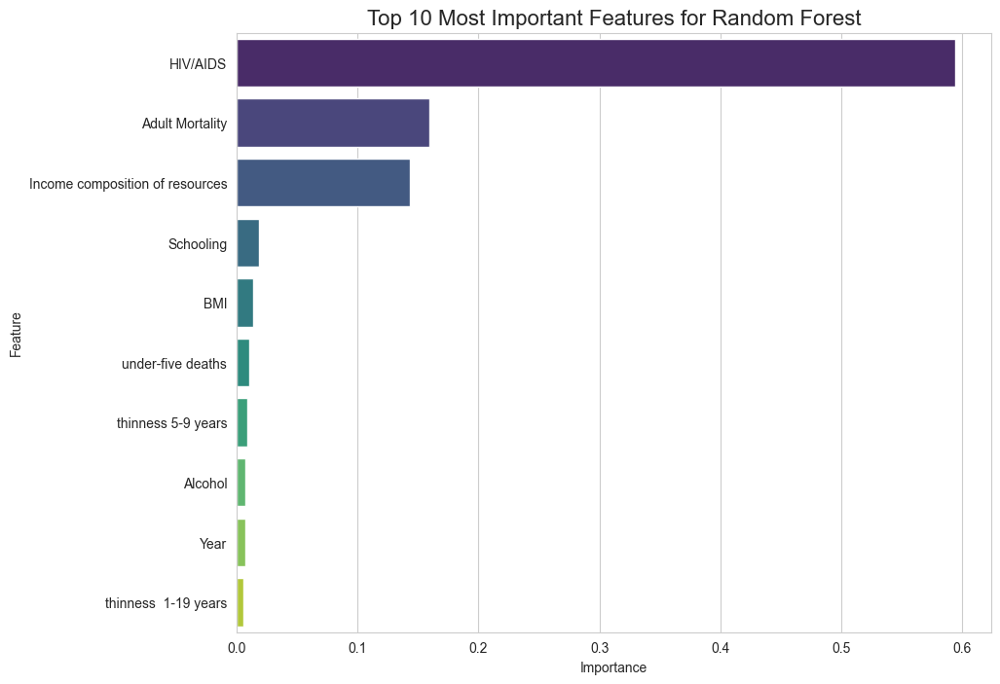 Top 10 Most Important Features for Random Forest
HIV/AIDS
Adult Mortality
Income composition of resources
Schooling
BMI
under-five deaths
thinness 5-9 years
Alcohol
Year
thinness  1-19 years
Feature
0.0 0.1 0.2 0.3 0.4 0.5 0.6
Importance